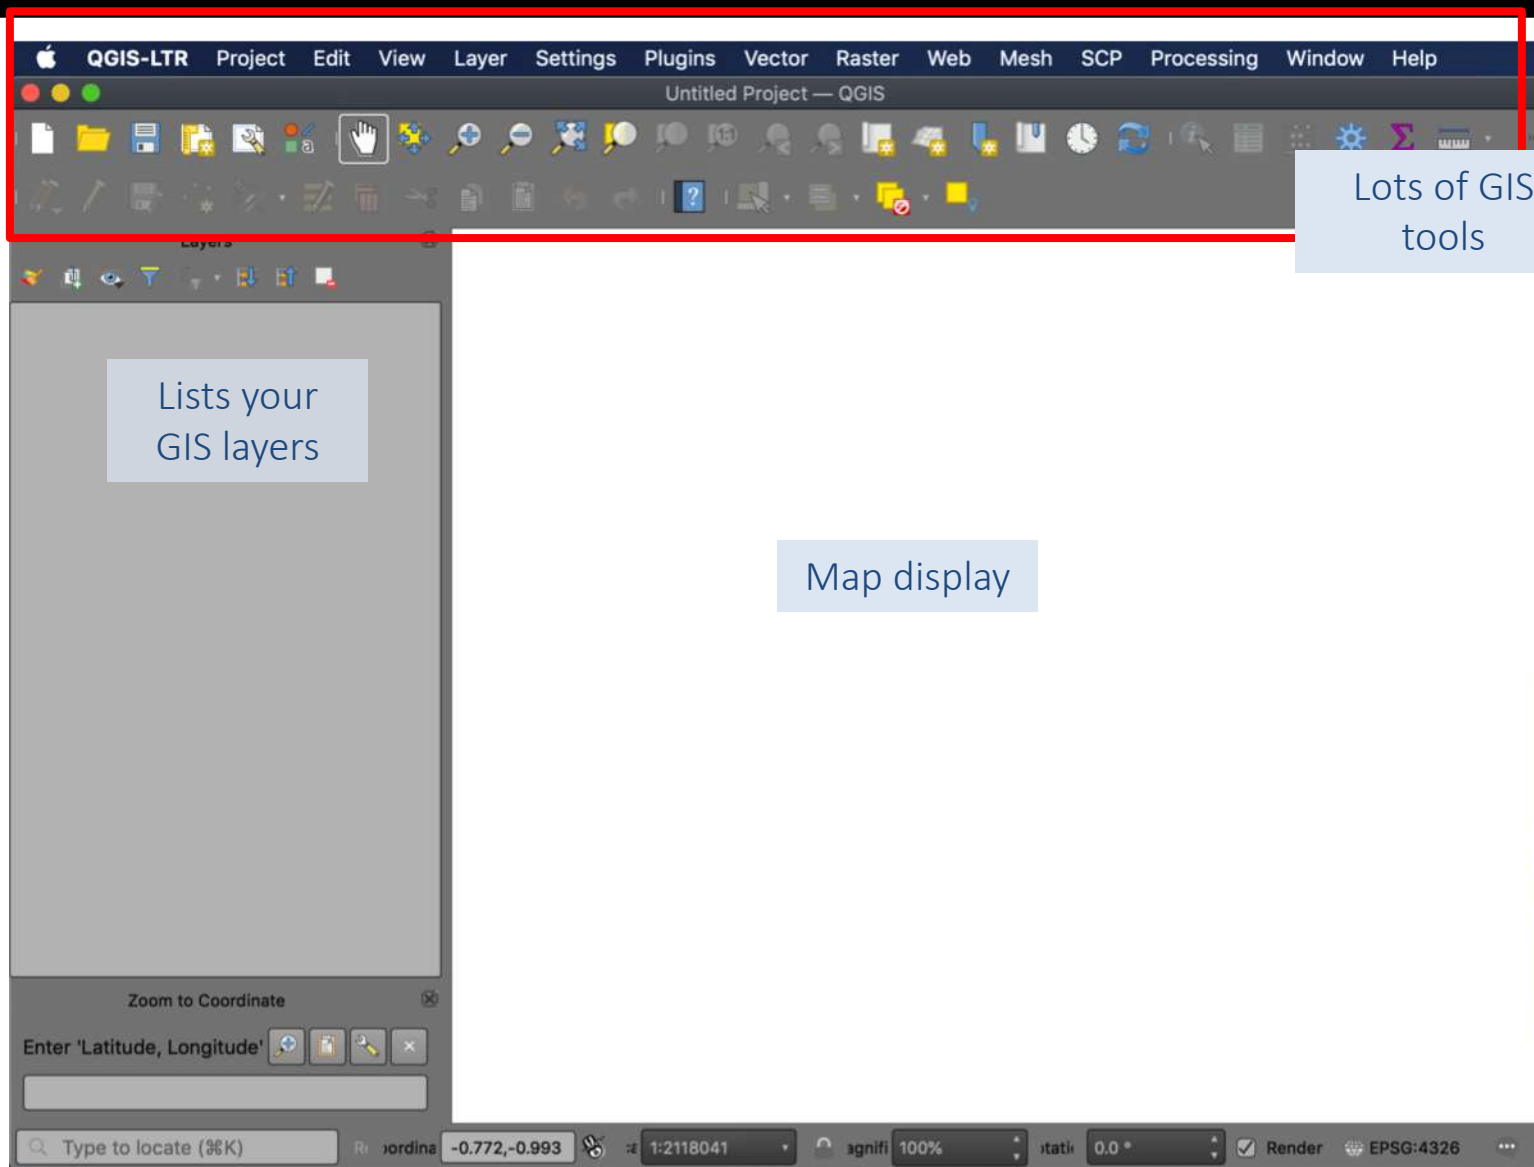 QGIS-LTR Project Edit View Layer Settings Plugins Vector Raster Web Mesh SCP Processing Window Help
Untitled Project — QGIS
Lots of GIS
tools
Layers
Lists your
GIS layers
Map display
Zoom to Coordinate
Enter 'Latitude, Longitude'
Type to locate (⌘K) -0.772,-0.993 1:2118041 agnifi 100% 0.0 ° Render EPSG:4326